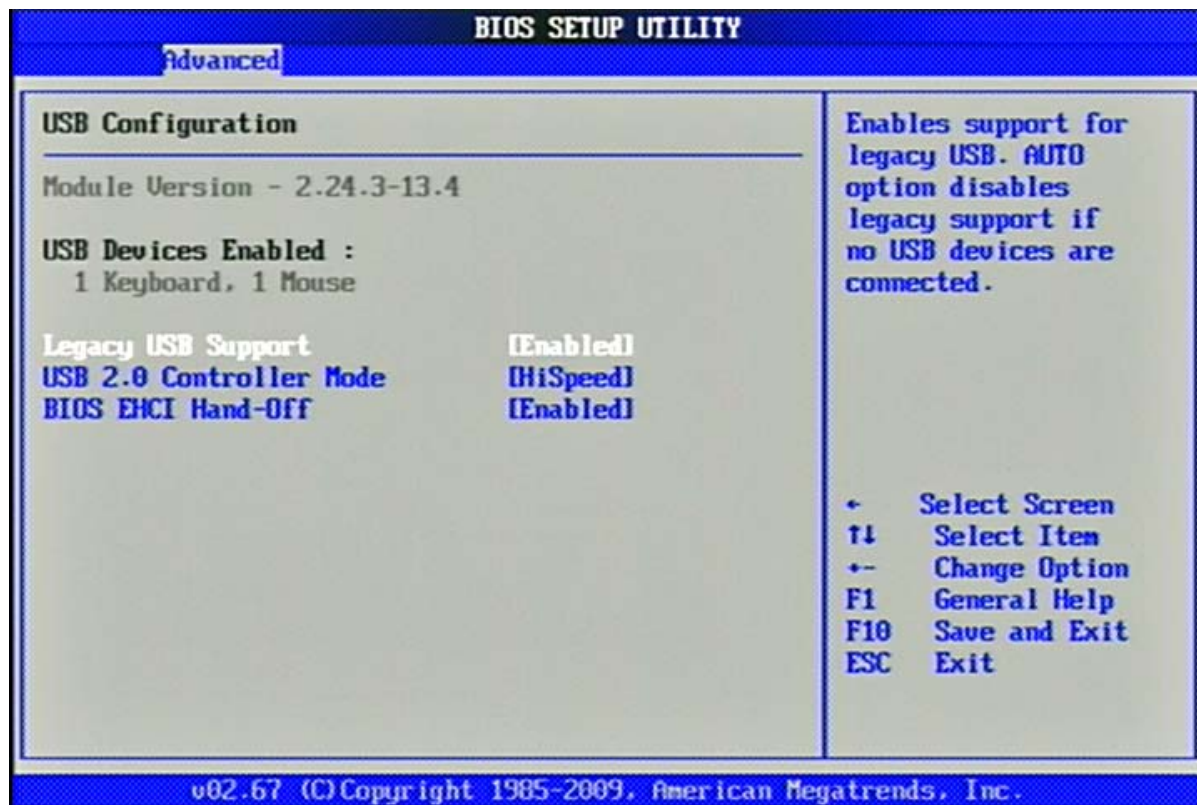 BIOS SETUP UTILITY
Advanced
USB Configuration
Module Version - 2.24.3-13.4
USB Devices Enabled :
1 Keyboard, 1 Mouse
Legacy USB Support [Enabled]
USB 2.0 Controller Mode [HiSpeed]
BIOS EHCI Hand-Off [Enabled]
Enables support for
legacy USB. AUTO
option disables
legacy support if
no USB devices are
connected.
← Select Screen
↑↓ Select Item
+- Change Option
F1 General Help
F10 Save and Exit
ESC Exit
v02.67 (C)Copyright 1985-2009, American Megatrends, Inc.